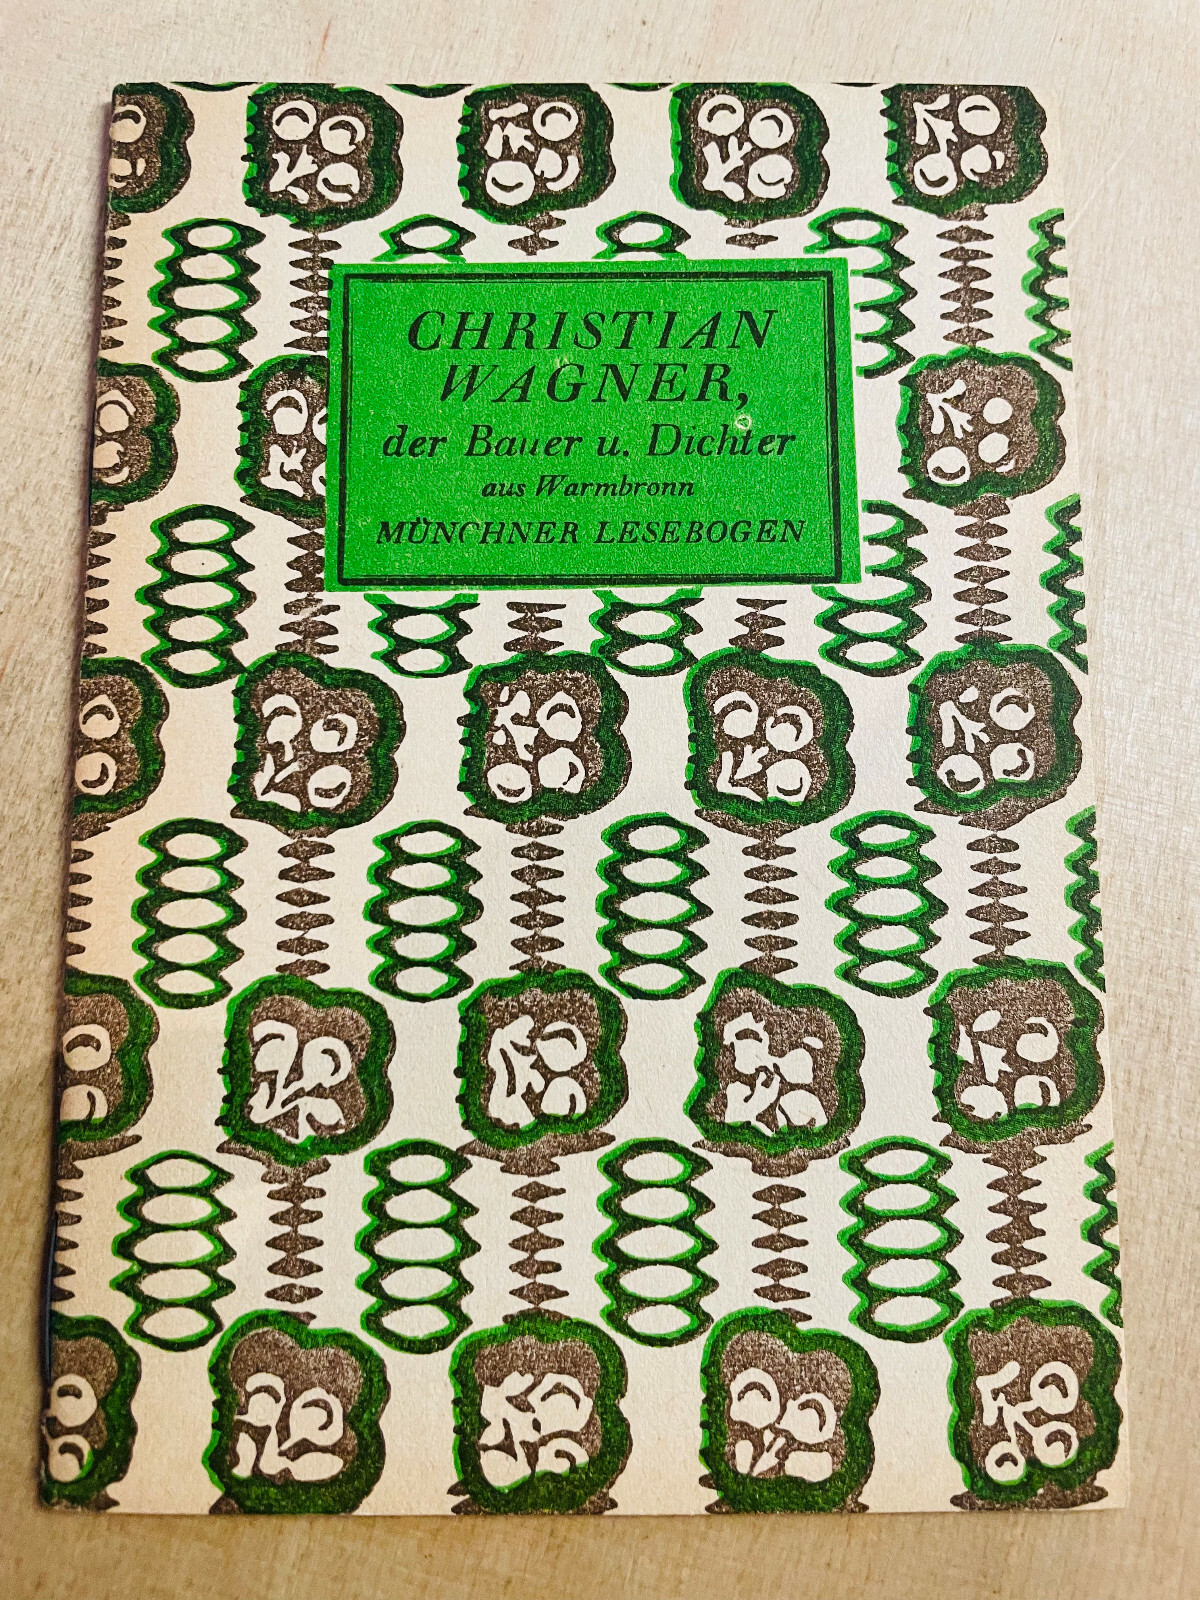 CHRISTIAN
WAGNER,
der Bauer u. Dichter
aus Warmbronn
MÜNCHNER LESEBOGEN